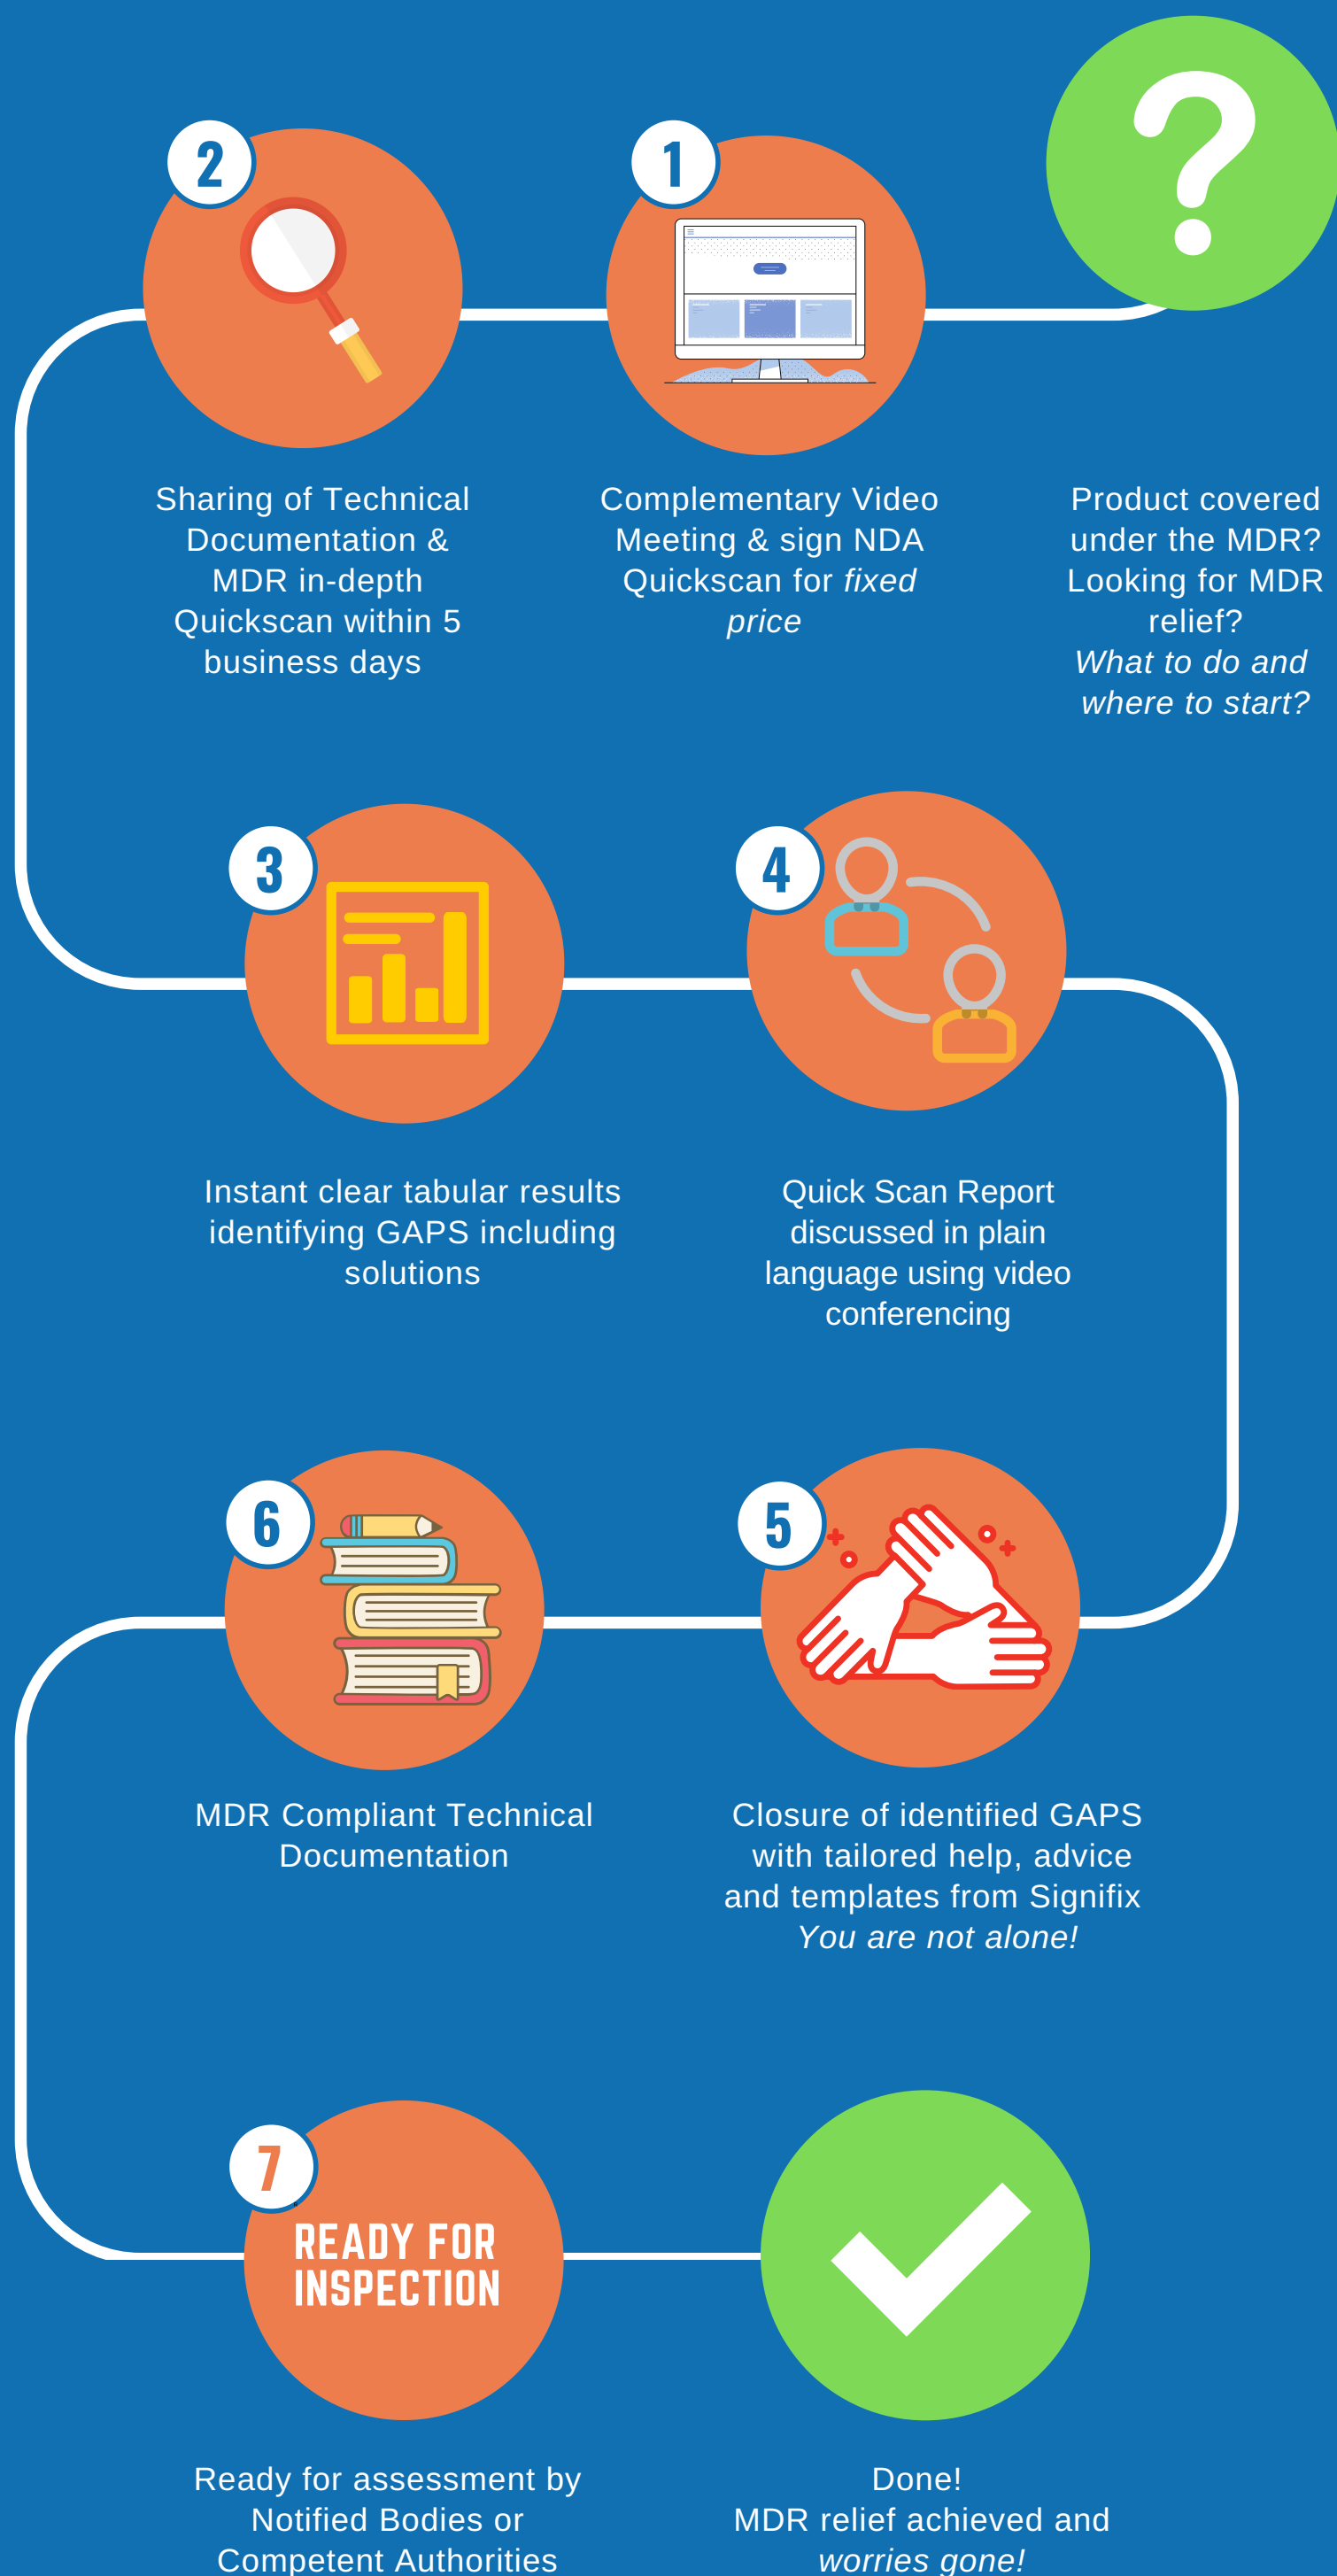 Product covered
under the MDR?
Looking for MDR
relief?
What to do and
where to start?
1
Complementary Video
Meeting & sign NDA
Quickscan for fixed
price
2
Sharing of Technical
Documentation &
MDR in-depth
Quickscan within 5
business days
3
Instant clear tabular results
identifying GAPS including
solutions
4
Quick Scan Report
discussed in plain
language using video
conferencing
5
Closure of identified GAPS
with tailored help, advice
and templates from Signifix
You are not alone!
6
MDR Compliant Technical
Documentation
7
READY FOR
INSPECTION
Ready for assessment by
Notified Bodies or
Competent Authorities
Done!
MDR relief achieved and
worries gone!